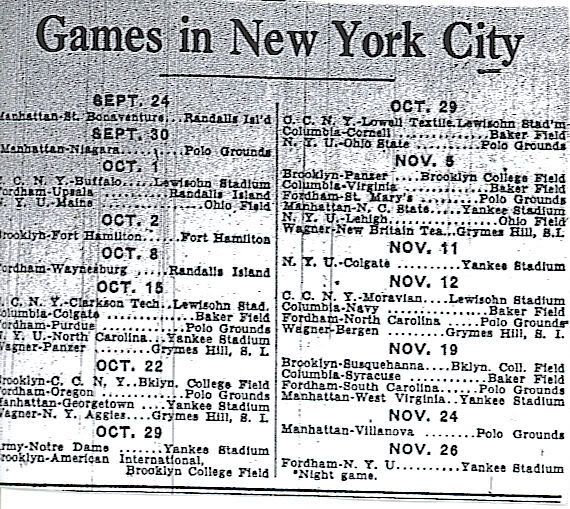 Games in New York City
SEPT. 24
Manhattan-St. Bonaventure...Randalls Isl'd
SEPT. 30
Manhattan-Niagara......Polo Grounds
OCT. 1
C. C. N. Y.-Buffalo....Lewisohn Stadium
Fordham-Upsala ........Randalls Island
N. Y. U.-Maine ............Ohio Field
OCT. 2
Brooklyn-Fort Hamilton......Fort Hamilton
OCT. 8
Fordham-Waynesburg .....Randalls Island
OCT. 15
C. C. N. Y.-Clarkson Tech..Lewisohn Stad.
Columbia-Colgate ............Baker Field
Fordham-Purdue ............Polo Grounds
N. Y. U.-North Carolina...Yankee Stadium
Wagner-Panzer ........Grymes Hill, S. I.
OCT. 22
Brooklyn-C. C. N. Y..Bklyn. College Field
Fordham-Oregon ............Polo Grounds
Manhattan-Georgetown ...Yankee Stadium
Wagner-N. Y. Aggies....Grymes Hill, S. I.
OCT. 29
Army-Notre Dame .......Yankee Stadium
Brooklyn-American International,
Brooklyn College Field
OCT. 29
C. C. N. Y.-Lowell Textile.Lewisohn Stad'm
Columbia-Cornell ............Baker Field
N. Y. U.-Ohio State .........Polo Grounds
NOV. 5
Brooklyn-Panzer ....Brooklyn College Field
Columbia-Virginia ............Baker Field
Fordham-St. Mary's.........Polo Grounds
Manhattan-N. C. State.....Yankee Stadium
N. Y. U.-Lehigh..............Ohio Field
Wagner-New Britain Tea...Grymes Hill, S.I.
NOV. 11
N. Y. U.-Colgate ..........Yankee Stadium
NOV. 12
C. C. N. Y.-Moravian....Lewisohn Stadium
Columbia-Navy ..............Baker Field
Fordham-North Carolina .....Polo Grounds
Wagner-Bergen ........Grymes Hill, S. I.
NOV. 19
Brooklyn-Susquehanna....Bklyn. Coll. Field
Columbia-Syracuse ...........Baker Field
Fordham-South Carolina.....Polo Grounds
Manhattan-West Virginia..Yankee Stadium
NOV. 24
Manhattan-Villanova .......Polo Grounds
NOV. 26
Fordham-N. Y. U..........Yankee Stadium
*Night game.